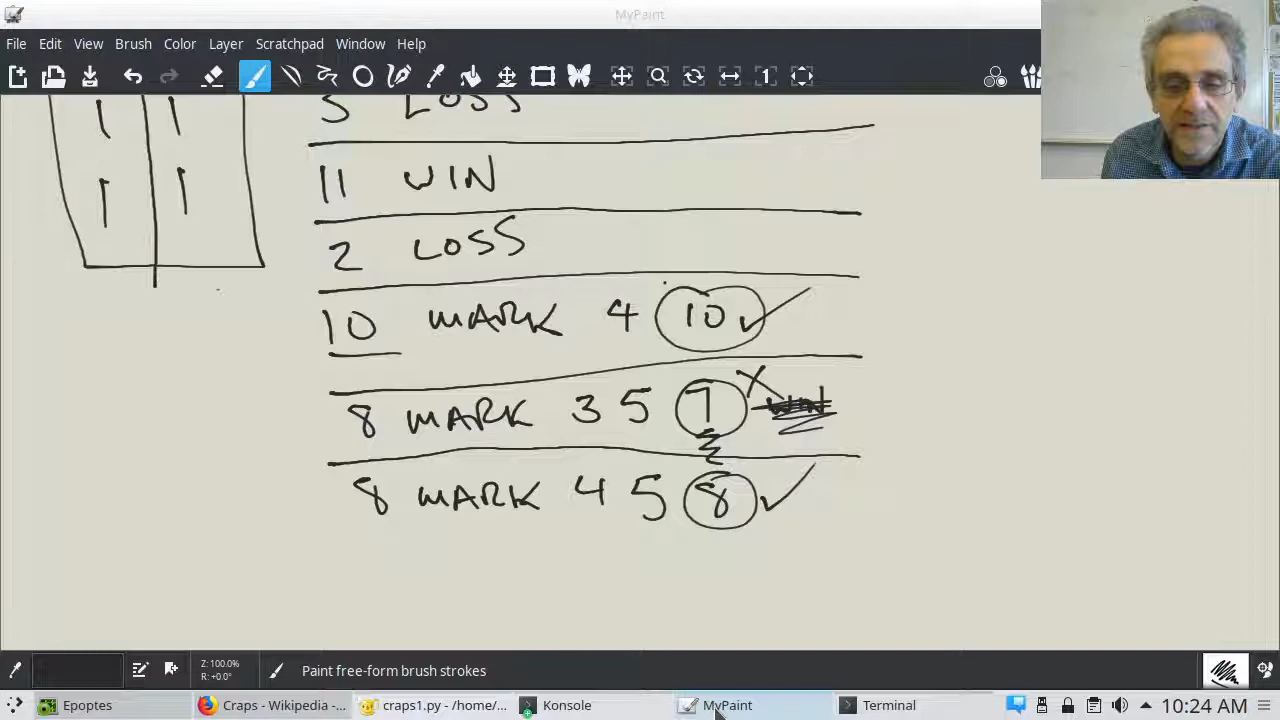 MyPaint
File Edit View Brush Color Layer Scratchpad Window Help
LOSS
11 WIN
2 LOSS
10 MARK 4 10
8 MARK 3 5 7
8 MARK 4 5 8
Z: 100.0%
R: +0.0°
Paint free-form brush strokes
Epoptes Craps - Wikipedia -... craps1.py - /home/... Konsole MyPaint Terminal 10:24 AM